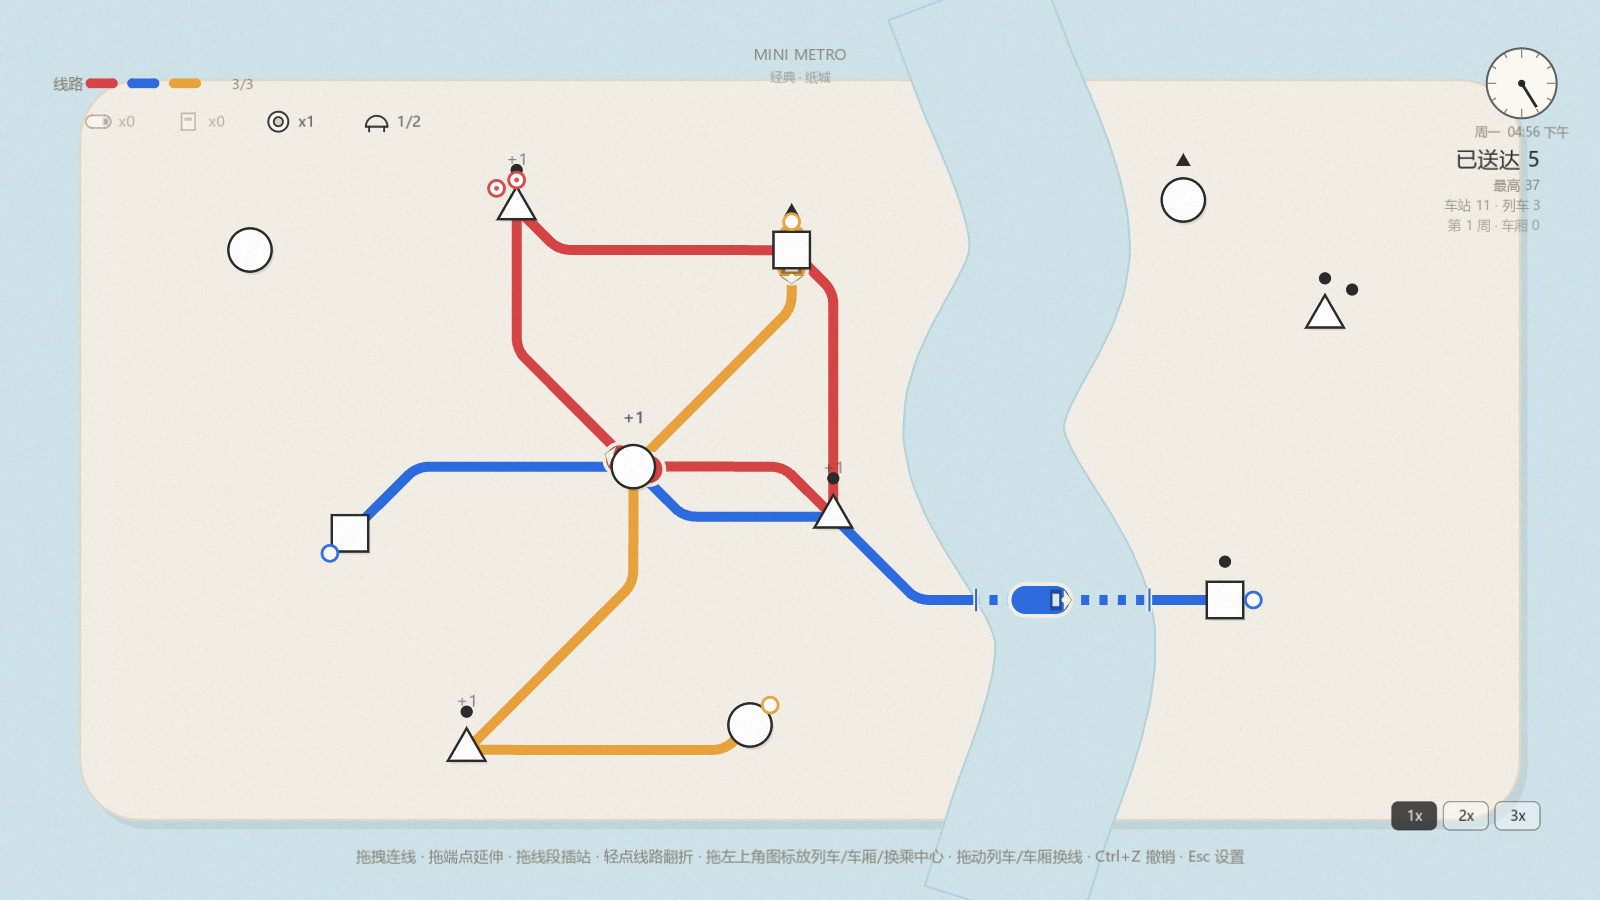 MINI METRO
经典 · 纸城
线路 3/3
x0 x0 x1 1/2
周一 04:56 下午
已送达 5
最高 37
车站 11 · 列车 3
第 1 周 · 车厢 0
+1
+1
+1
+1
1x 2x 3x
拖拽连线 · 拖端点延伸 · 拖线段插站 · 轻点线路翻折 · 拖左上角图标放列车/车厢/换乘中心 · 拖动列车/车厢换线 · Ctrl+Z 撤销 · Esc 设置